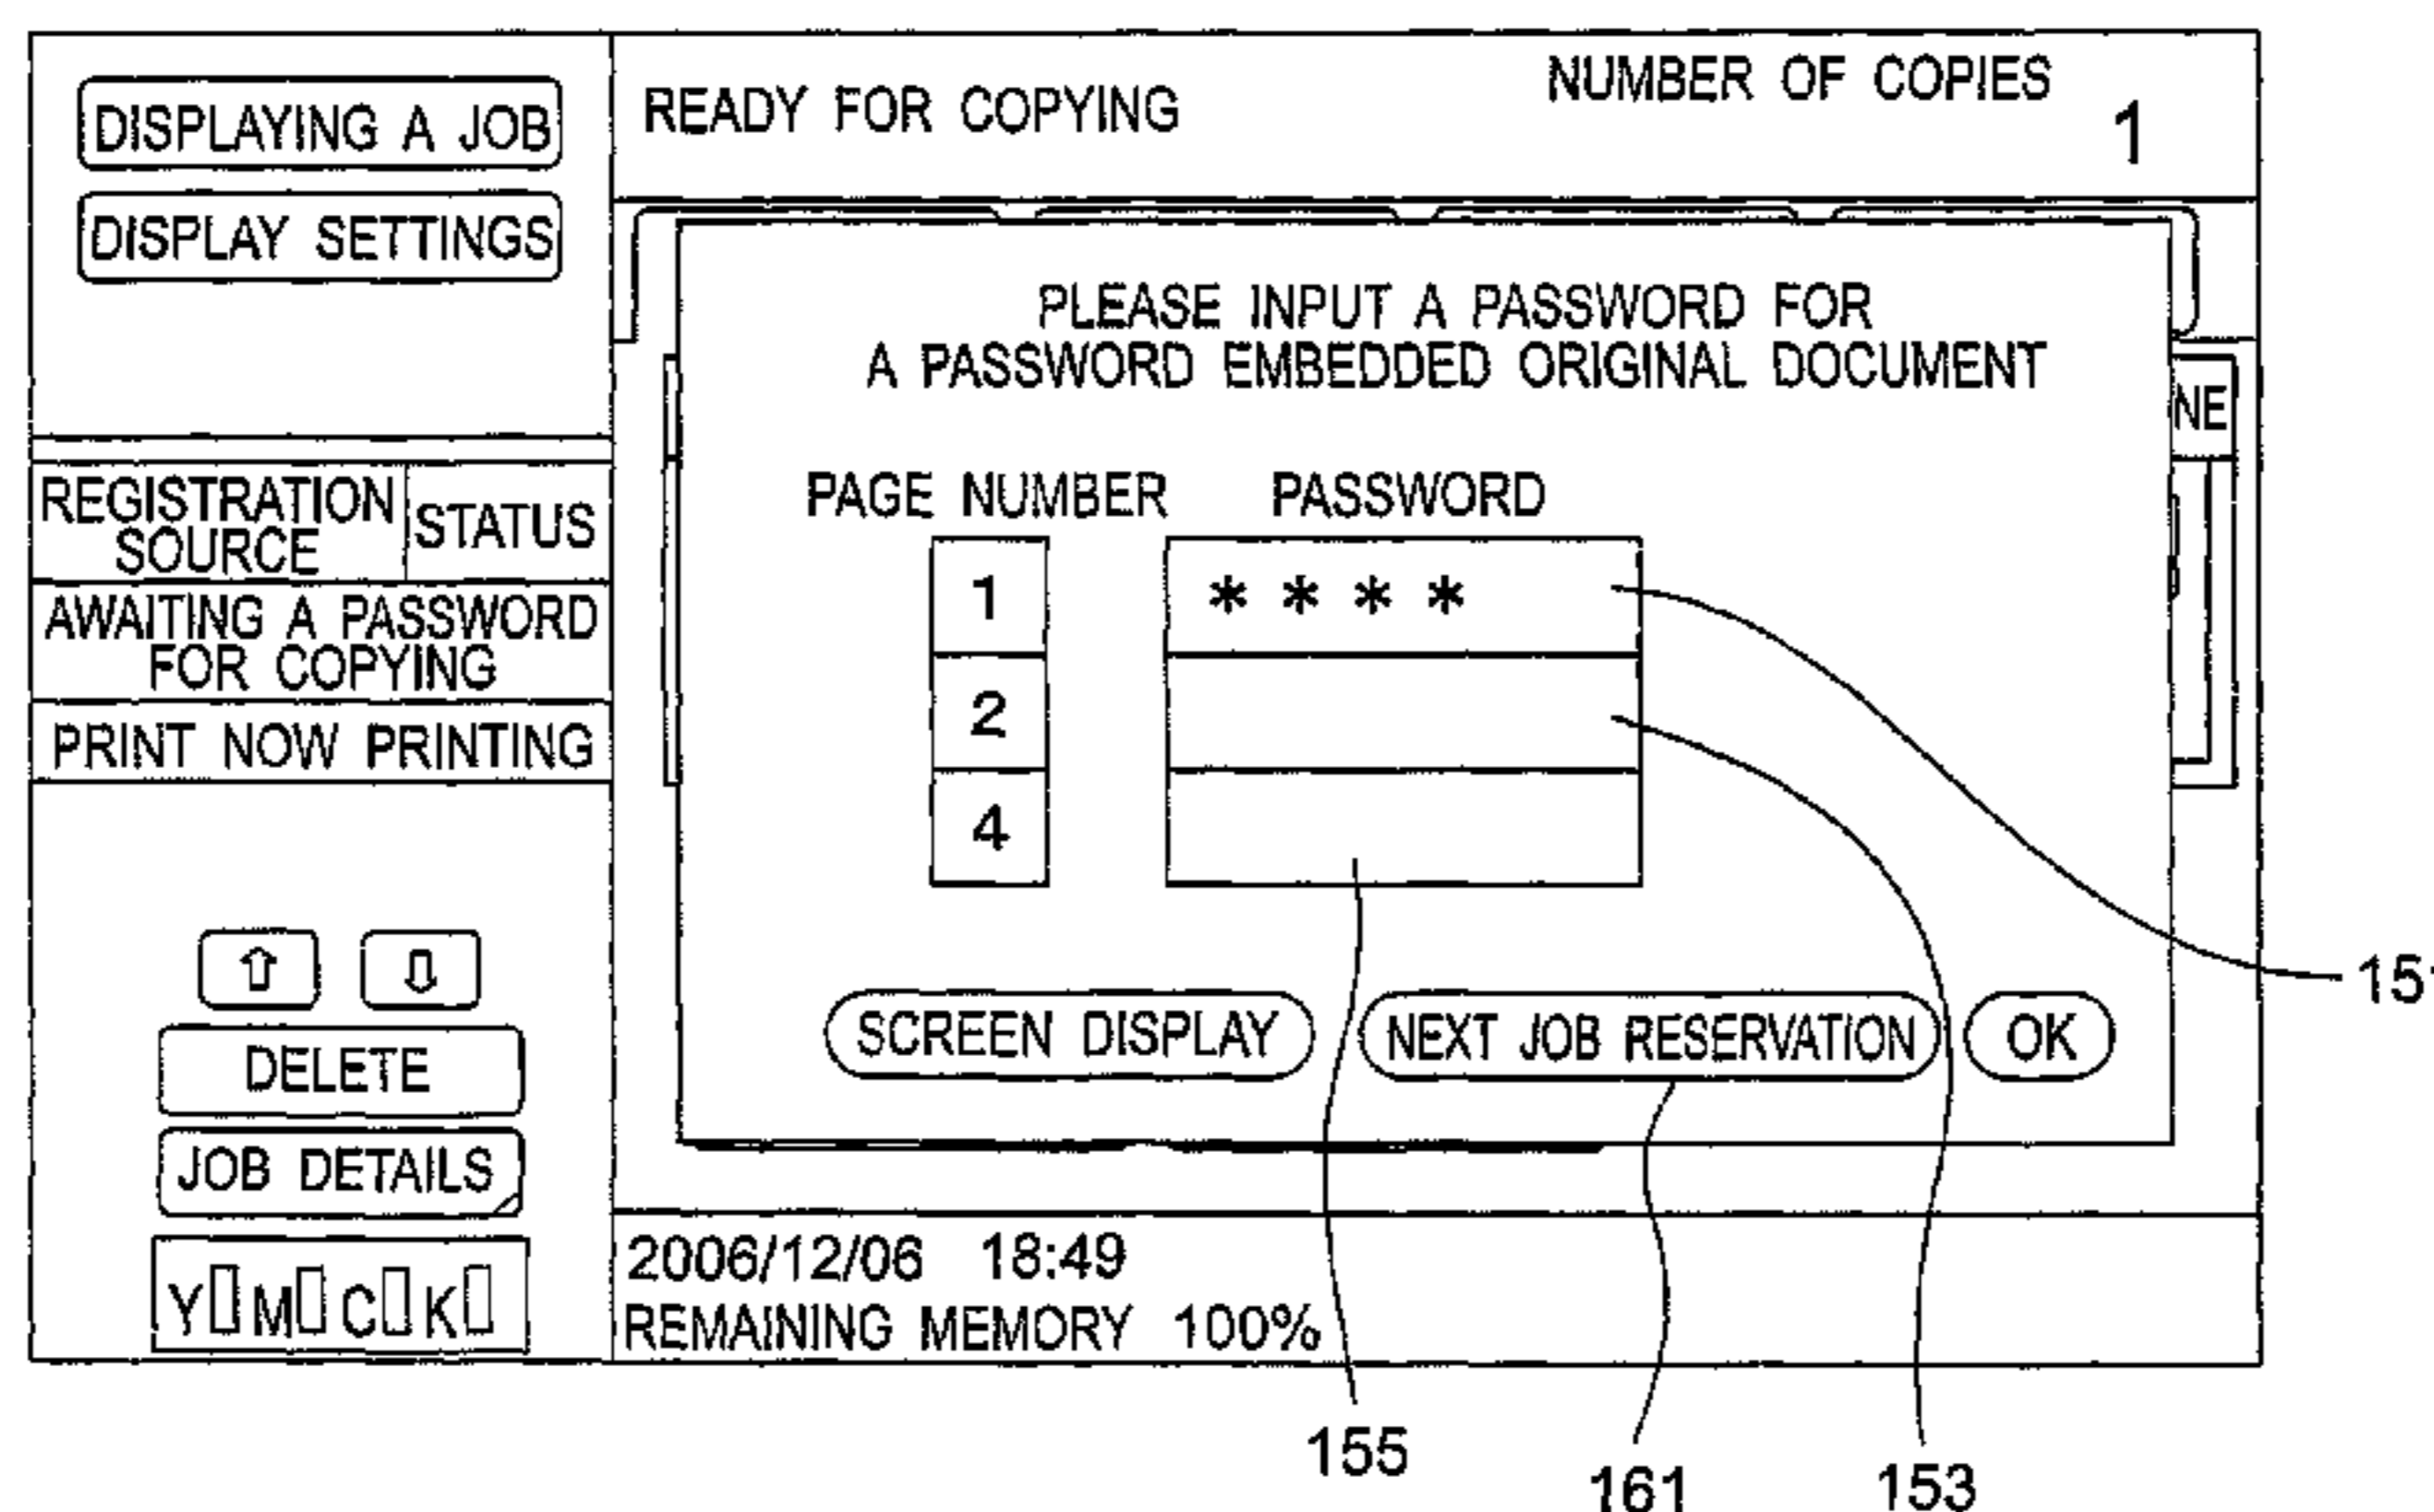 DISPLAYING A JOB
DISPLAY SETTINGS
REGISTRATION
SOURCE
STATUS
AWAITING A PASSWORD
FOR COPYING
PRINT NOW PRINTING
⇧ ⇩
DELETE
JOB DETAILS
Y M C K
READY FOR COPYING
NUMBER OF COPIES
1
PLEASE INPUT A PASSWORD FOR
A PASSWORD EMBEDDED ORIGINAL DOCUMENT
NE
PAGE NUMBER PASSWORD
1 ＊＊＊＊
2
4
SCREEN DISPLAY NEXT JOB RESERVATION OK
2006/12/06 18:49
REMAINING MEMORY 100%
155
161
153